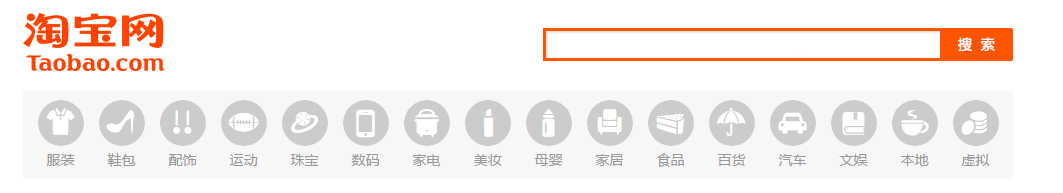 淘宝网
Taobao.com
搜索
服装 鞋包 配饰 运动 珠宝 数码 家电 美妆 母婴 家居 食品 百货 汽车 文娱 本地 虚拟